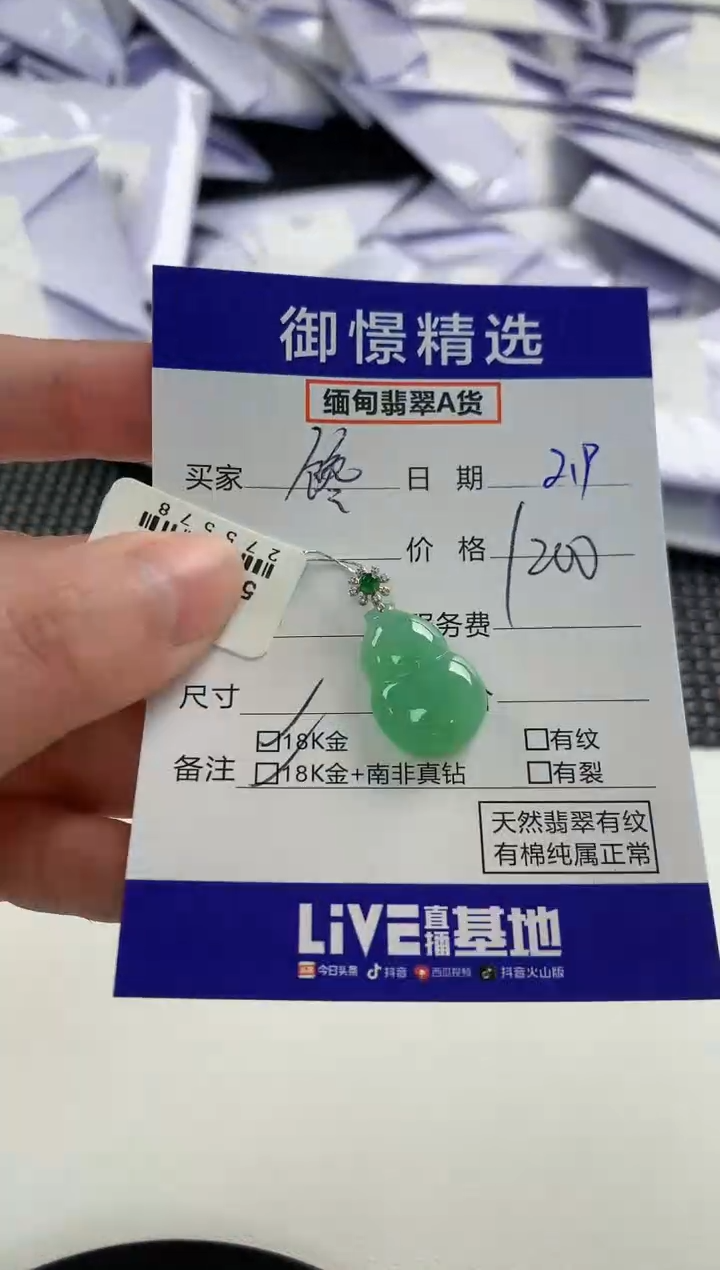 御憬精选
缅甸翡翠A货
买家 馋 日期 2.19
价格 1200
服务费
尺寸
备注 18K金 有纹
18K金+南非真钻 有裂
天然翡翠有纹
有棉纯属正常
LiVE直播基地
今日头条 抖音 西瓜视频 抖音火山版